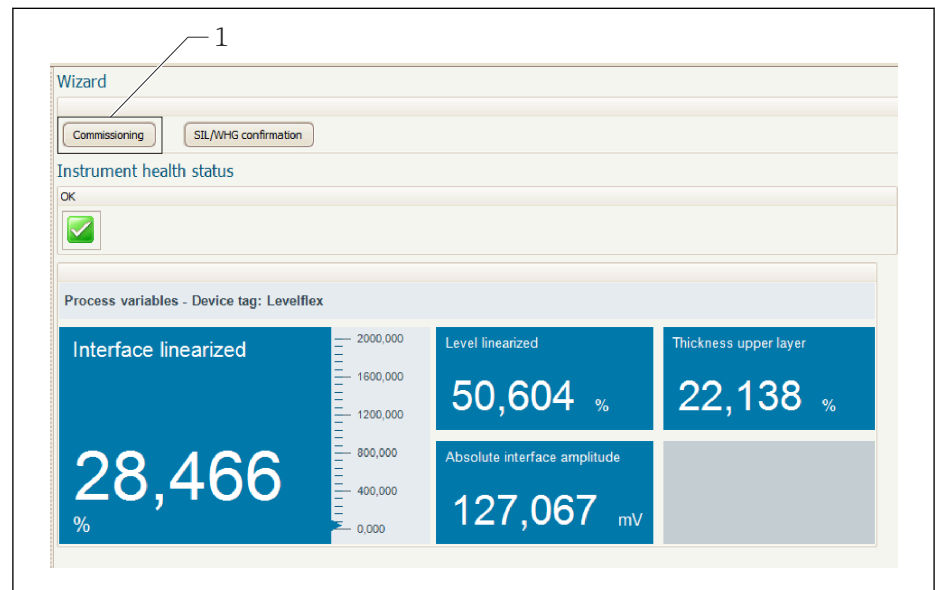 1
Wizard
Commissioning SIL/WHG confirmation
Instrument health status
OK
Process variables - Device tag: Levelflex
Interface linearized
28,466
%
2000,000
1600,000
1200,000
800,000
400,000
0,000
Level linearized
50,604 %
Thickness upper layer
22,138 %
Absolute interface amplitude
127,067 mV